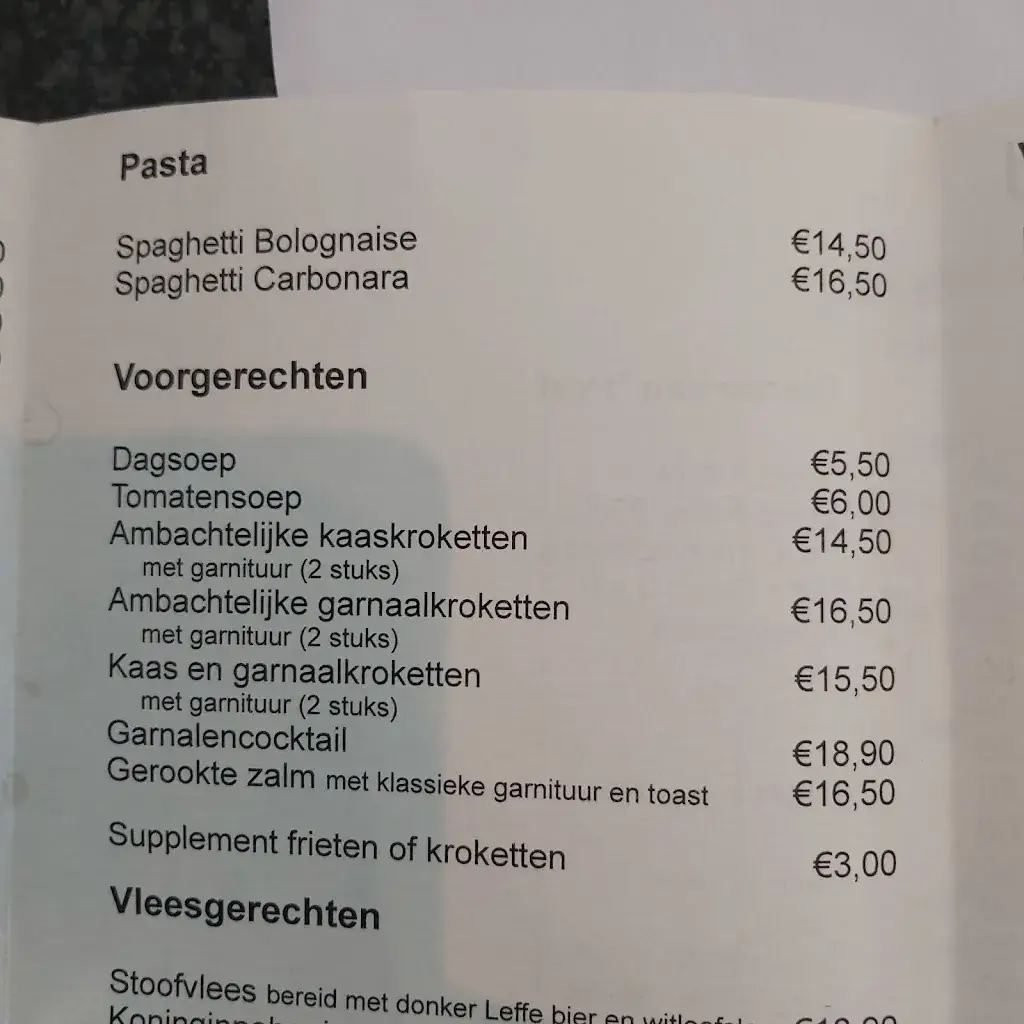 Pasta
Spaghetti Bolognaise €14,50
Spaghetti Carbonara €16,50
Voorgerechten
Dagsoep €5,50
Tomatensoep €6,00
Ambachtelijke kaaskroketten €14,50
met garnituur (2 stuks)
Ambachtelijke garnaalkroketten €16,50
met garnituur (2 stuks)
Kaas en garnaalkroketten €15,50
met garnituur (2 stuks)
Garnalencocktail €18,90
Gerookte zalm met klassieke garnituur en toast €16,50
Supplement frieten of kroketten €3,00
Vleesgerechten
Stoofvlees bereid met donker Leffe bier en